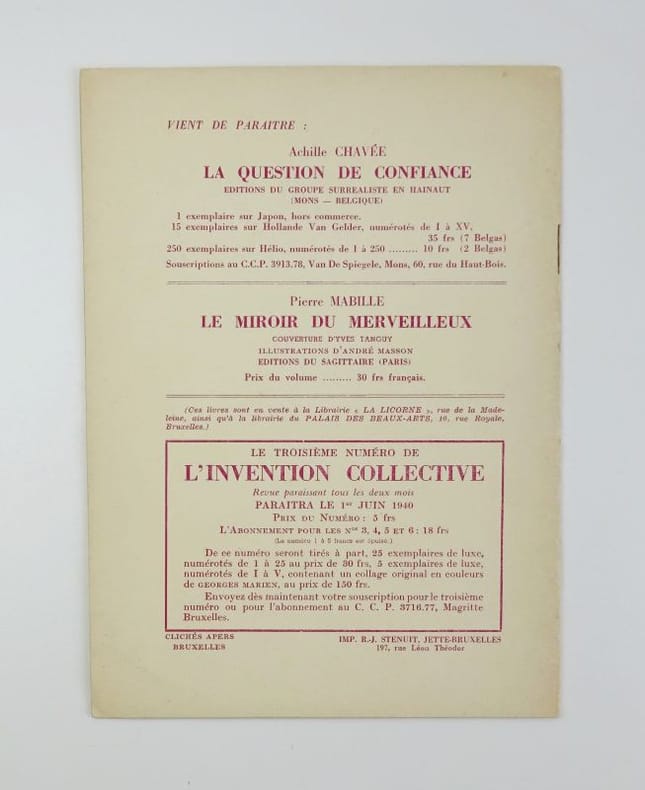 VIENT DE PARAITRE :
Achille CHAVÉE
LA QUESTION DE CONFIANCE
EDITIONS DU GROUPE SURREALISTE EN HAINAUT
(MONS — BELGIQUE)
1 exemplaire sur Japon, hors commerce.
15 exemplaires sur Hollande Van Gelder, numérotés de I à XV,
35 frs (7 Belgas)
250 exemplaires sur Hélio, numérotés de 1 à 250 ......... 10 frs (2 Belgas)
Souscriptions au C.C.P. 3913.78, Van De Spiegele, Mons, 60, rue du Haut-Bois.
Pierre MABILLE
LE MIROIR DU MERVEILLEUX
COUVERTURE D'YVES TANGUY
ILLUSTRATIONS D'ANDRÉ MASSON
EDITIONS DU SAGITTAIRE (PARIS)
Prix du volume ......... 30 frs français.
(Ces livres sont en vente à la Librairie « LA LICORNE », rue de la Made-
leine, ainsi qu'à la librairie du PALAIS DES BEAUX-ARTS, 10, rue Royale,
Bruxelles.)
LE TROISIÈME NUMÉRO DE
L'INVENTION COLLECTIVE
Revue paraissant tous les deux mois
PARAITRA LE 1er JUIN 1940
PRIX DU NUMÉRO : 5 frs
L'ABONNEMENT POUR LES Nos 3, 4, 5 ET 6 : 18 frs
(Le numéro 1 à 5 francs est épuisé.)
De ce numéro seront tirés à part, 25 exemplaires de luxe,
numérotés de 1 à 25 au prix de 30 frs, 5 exemplaires de luxe,
numérotés de I à V, contenant un collage original en couleurs
de GEORGES MARIEN, au prix de 150 frs.
Envoyez dès maintenant votre souscription pour le troisième
numéro ou pour l'abonnement au C. C. P. 3716.77, Magritte
Bruxelles.
CLICHÉS APERS
BRUXELLES
IMP. R.-J. STENUIT, JETTE-BRUXELLES
197, rue Léon Théodor